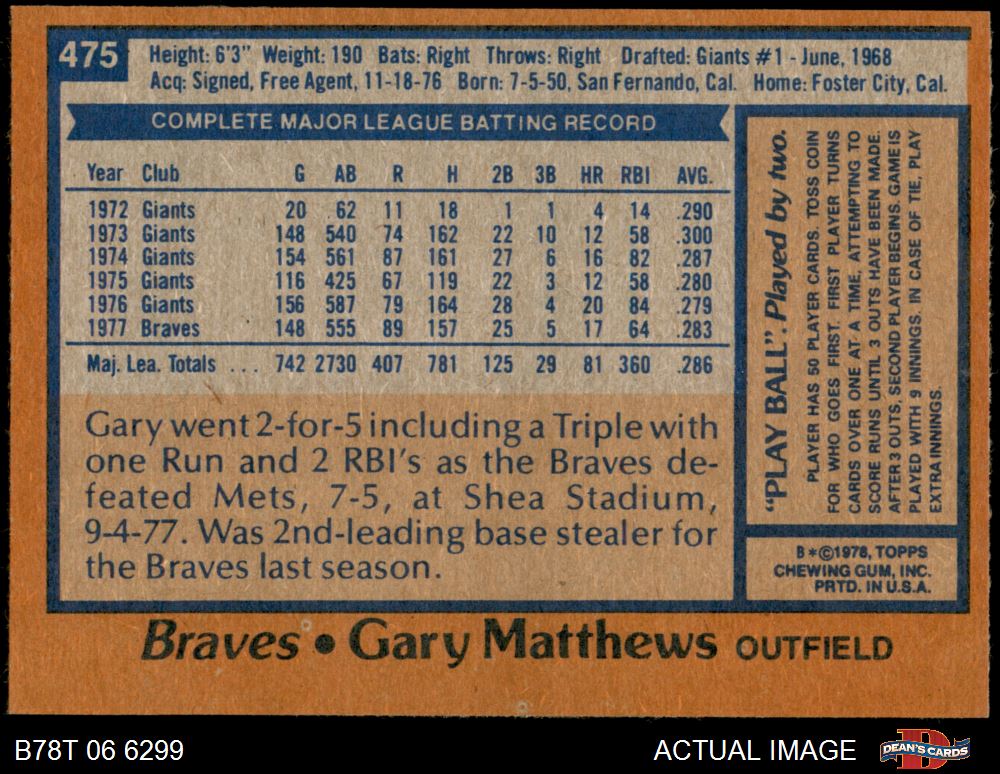 475
Height: 6'3" Weight: 190 Bats: Right Throws: Right Drafted: Giants #1 - June, 1968
Acq: Signed, Free Agent, 11-18-76 Born: 7-5-50, San Fernando, Cal. Home: Foster City, Cal.
COMPLETE MAJOR LEAGUE BATTING RECORD
Year Club G AB R H 2B 3B HR RBI AVG.
1972 Giants 20 62 11 18 1 1 4 14 .290
1973 Giants 148 540 74 162 22 10 12 58 .300
1974 Giants 154 561 87 161 27 6 16 82 .287
1975 Giants 116 425 67 119 22 3 12 58 .280
1976 Giants 156 587 79 164 28 4 20 84 .279
1977 Braves 148 555 89 157 25 5 17 64 .283
Maj. Lea. Totals ... 742 2730 407 781 125 29 81 360 .286
Gary went 2-for-5 including a Triple with
one Run and 2 RBI's as the Braves de-
feated Mets, 7-5, at Shea Stadium,
9-4-77. Was 2nd-leading base stealer for
the Braves last season.
"PLAY BALL". Played by two.
PLAYER HAS 50 PLAYER CARDS. TOSS COIN
FOR WHO GOES FIRST. FIRST PLAYER TURNS
CARDS OVER ONE AT A TIME, ATTEMPTING TO
SCORE RUNS UNTIL 3 OUTS HAVE BEEN MADE.
AFTER 3 OUTS, SECOND PLAYER BEGINS. GAME IS
PLAYED WITH 9 INNINGS. IN CASE OF TIE, PLAY
EXTRA INNINGS.
B*©1978, TOPPS
CHEWING GUM, INC.
PRTD. IN U.S.A.
Braves • Gary Matthews OUTFIELD
B78T 06 6299
ACTUAL IMAGE
DEAN'S CARDS